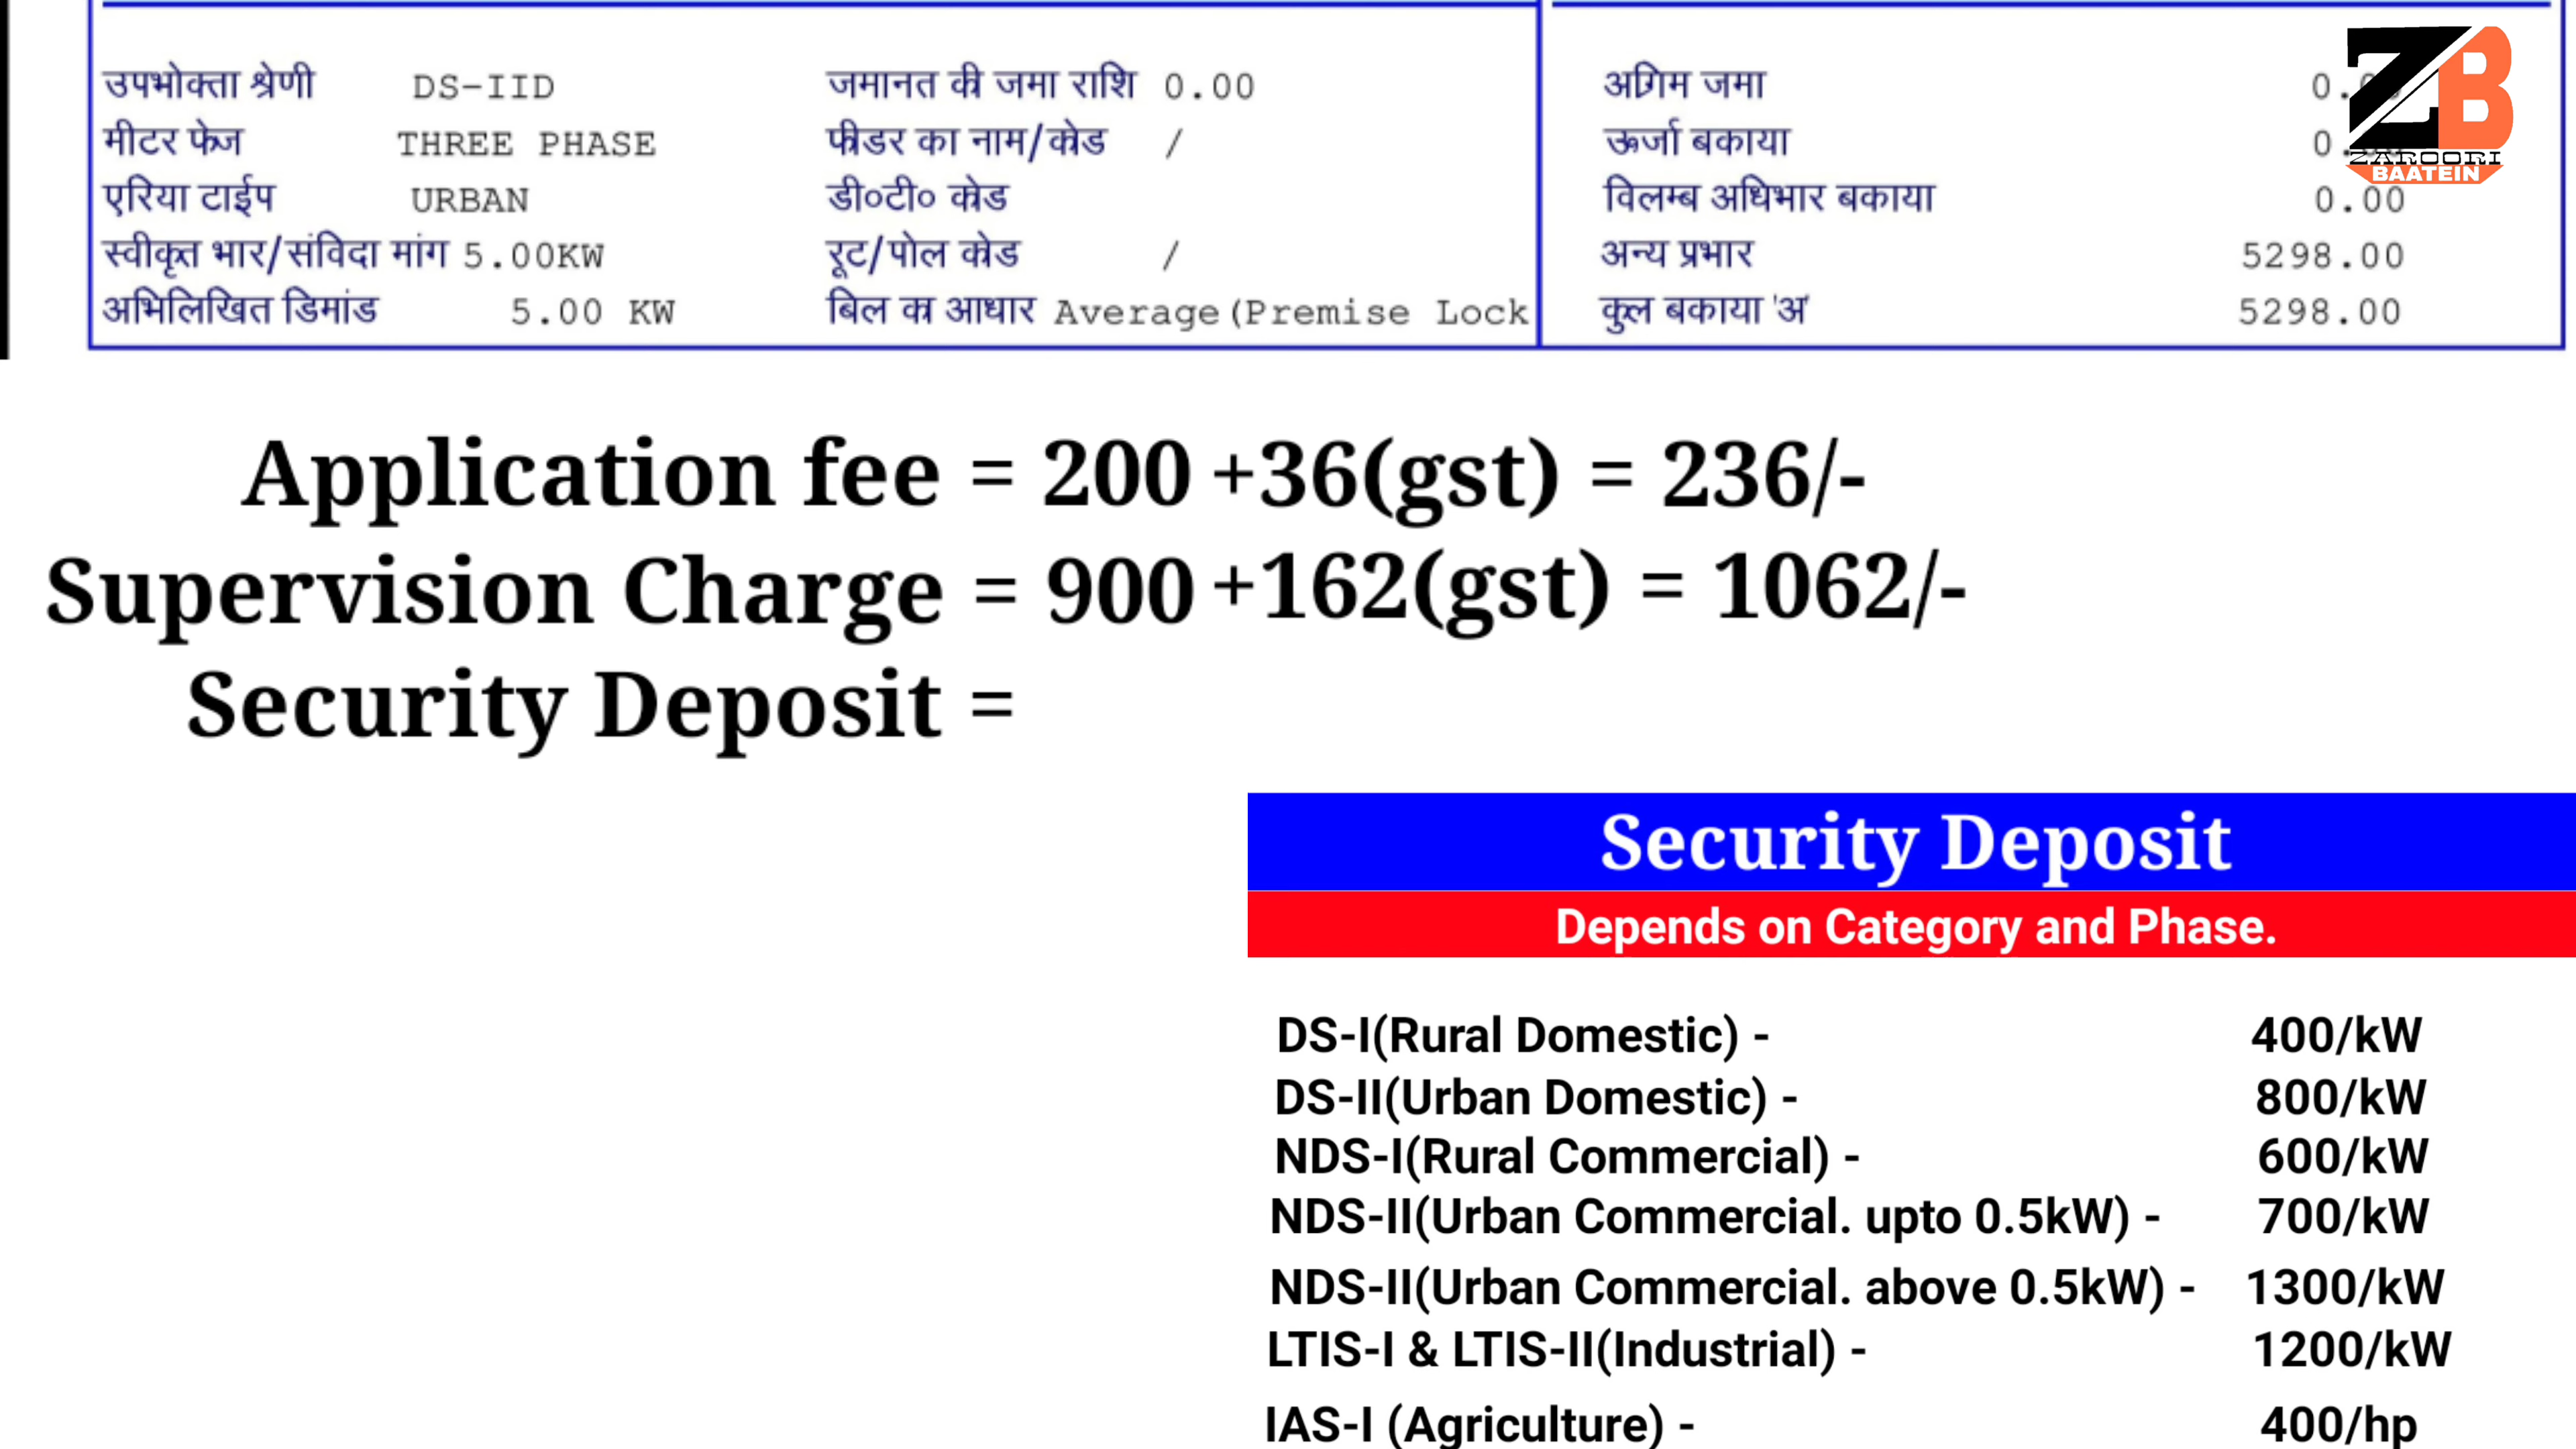 उपभोक्ता श्रेणी DS-IID जमानत की जमा राशि 0.00 अग्रिम जमा
मीटर फेज THREE PHASE फीडर का नाम/कोड / ऊर्जा बकाया
एरिया टाईप URBAN डी०टी० कोड विलम्ब अधिभार बकाया 0.00
स्वीकृत भार/संविदा मांग 5.00KW रूट/पोल कोड / अन्य प्रभार 5298.00
अभिलिखित डिमांड 5.00 KW बिल का आधार Average(Premise Lock कुल बकाया 'अ' 5298.00
ZB
ZAROORI
BAATEIN
Application fee = 200 +36(gst) = 236/-
Supervision Charge = 900 +162(gst) = 1062/-
Security Deposit =
Security Deposit
Depends on Category and Phase.
DS-I(Rural Domestic) - 400/kW
DS-II(Urban Domestic) - 800/kW
NDS-I(Rural Commercial) - 600/kW
NDS-II(Urban Commercial. upto 0.5kW) - 700/kW
NDS-II(Urban Commercial. above 0.5kW) - 1300/kW
LTIS-I & LTIS-II(Industrial) - 1200/kW
IAS-I (Agriculture) - 400/hp